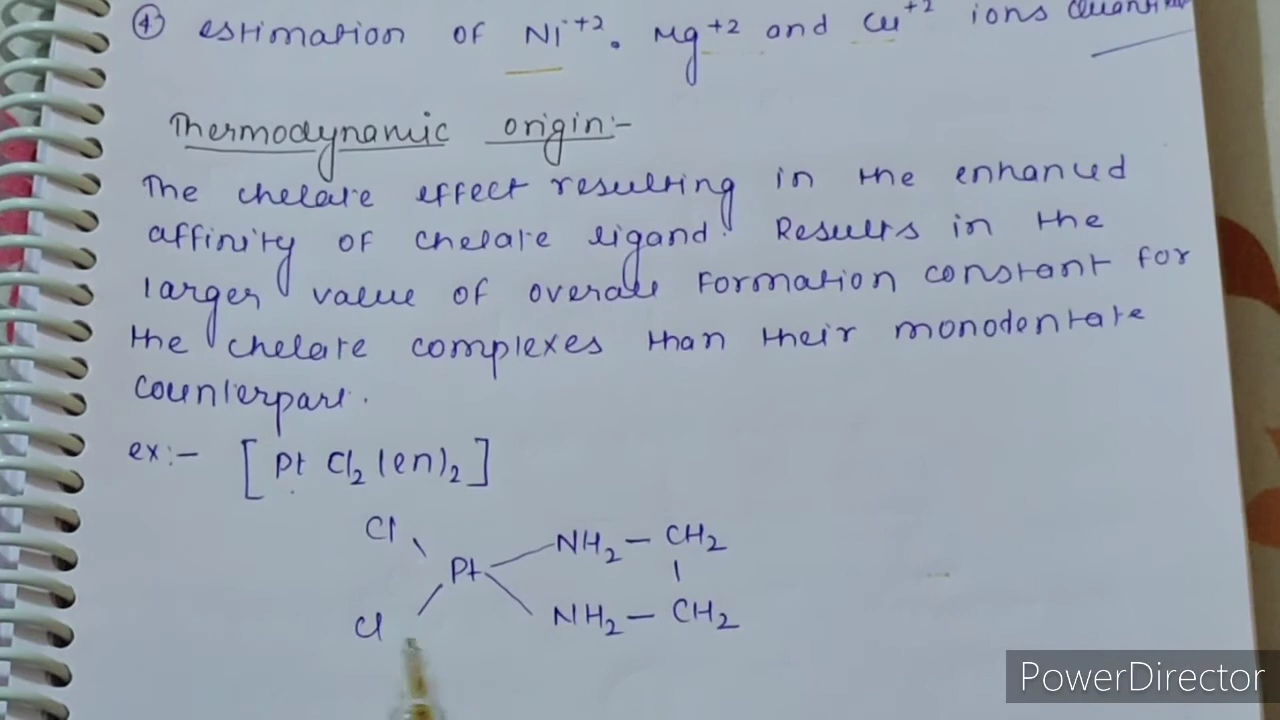 ④ estimation of Ni+2. Mg+2 and Cu+2 ions
Thermodynamic origin:-
The chelate effect resulting in the enhanced
affinity of chelate ligand. Results in the
larger value of overall formation constant for
the chelate complexes than their monodentate
counterpart.
ex:- [Pt Cl2 (en)2]
Cl
NH2 - CH2
Pt
Cl
NH2 - CH2
PowerDirector